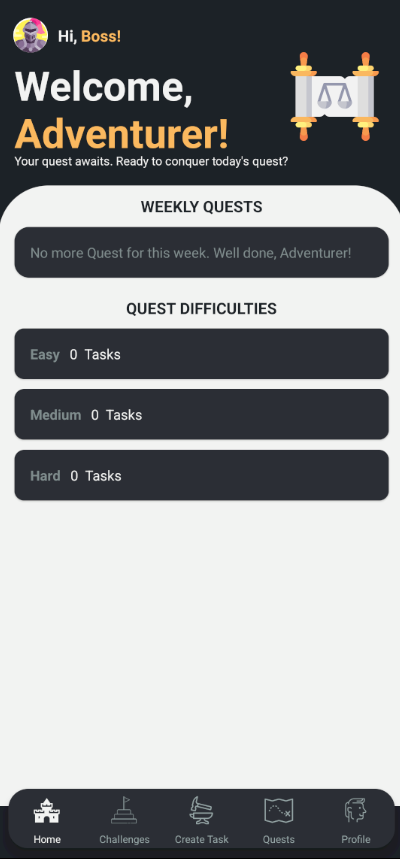 Hi, Boss!
Welcome,
Adventurer!
Your quest awaits. Ready to conquer today's quest?
WEEKLY QUESTS
No more Quest for this week. Well done, Adventurer!
QUEST DIFFICULTIES
Easy 0 Tasks
Medium 0 Tasks
Hard 0 Tasks
Home Challenges Create Task Quests Profile